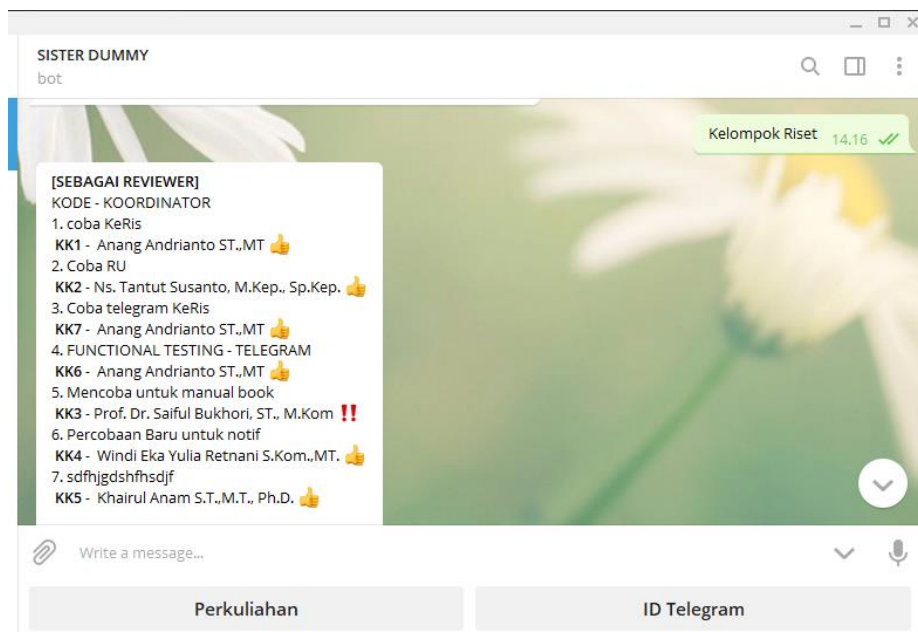 SISTER DUMMY
bot
Kelompok Riset 14.16
[SEBAGAI REVIEWER]
KODE - KOORDINATOR
1. coba KeRis
KK1 - Anang Andrianto ST.,MT 👍
2. Coba RU
KK2 - Ns. Tantut Susanto, M.Kep., Sp.Kep. 👍
3. Coba telegram KeRis
KK7 - Anang Andrianto ST.,MT 👍
4. FUNCTIONAL TESTING - TELEGRAM
KK6 - Anang Andrianto ST.,MT 👍
5. Mencoba untuk manual book
KK3 - Prof. Dr. Saiful Bukhori, ST., M.Kom ‼️
6. Percobaan Baru untuk notif
KK4 - Windi Eka Yulia Retnani S.Kom.,MT. 👍
7. sdfhjgdshfhsdjf
KK5 - Khairul Anam S.T.,M.T., Ph.D. 👍
Write a message...
Perkuliahan
ID Telegram